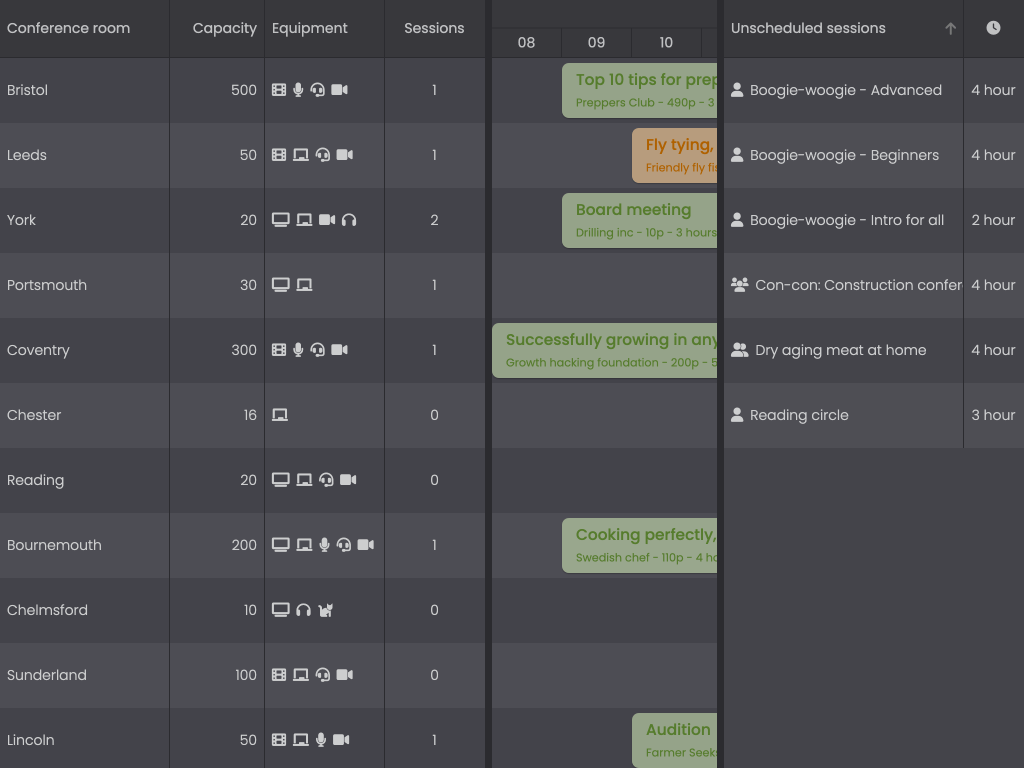 Conference room Capacity Equipment Sessions 08 09 10 Unscheduled sessions
Bristol 500 1
Top 10 tips for prep
Preppers Club - 490p - 3
Boogie-woogie - Advanced 4 hour
Leeds 50 1
Fly tying,
Friendly fly fis
Boogie-woogie - Beginners 4 hour
York 20 2
Board meeting
Drilling inc - 10p - 3 hours
Boogie-woogie - Intro for all 2 hour
Portsmouth 30 1
Con-con: Construction confer 4 hour
Coventry 300 1
Successfully growing in any
Growth hacking foundation - 200p - 5
Dry aging meat at home 4 hour
Chester 16 0
Reading circle 3 hour
Reading 20 0
Bournemouth 200 1
Cooking perfectly,
Swedish chef - 110p - 4 ho
Chelmsford 10 0
Sunderland 100 0
Lincoln 50 1
Audition
Farmer Seeks